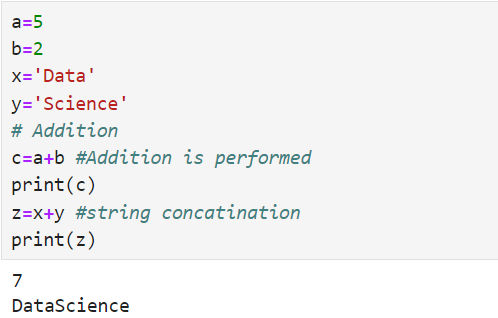 a=5
b=2
x='Data'
y='Science'
# Addition
c=a+b #Addition is performed
print(c)
z=x+y #string concatination
print(z)
7
DataScience